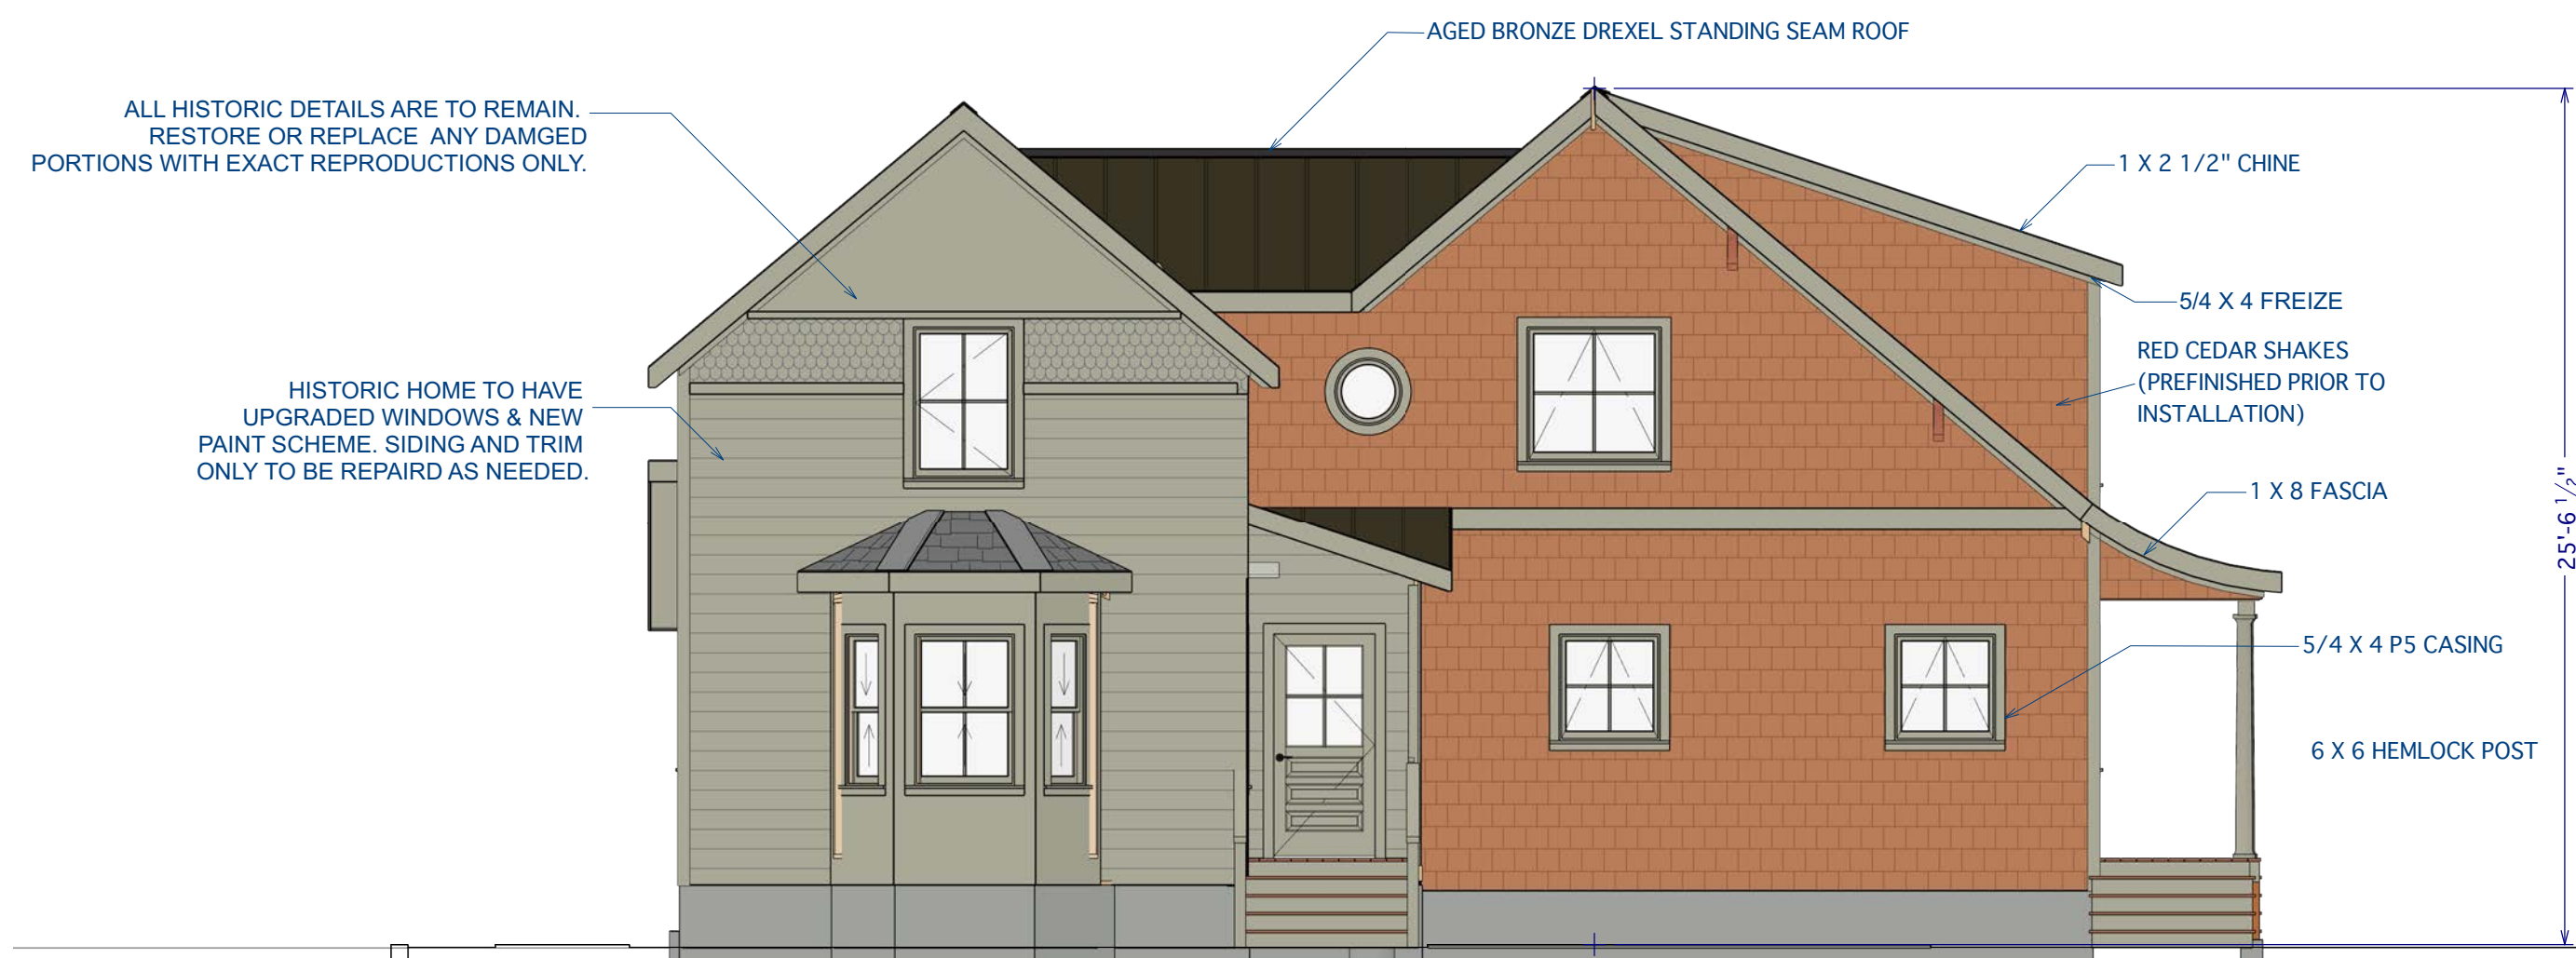 AGED BRONZE DREXEL STANDING SEAM ROOF
ALL HISTORIC DETAILS ARE TO REMAIN.
RESTORE OR REPLACE ANY DAMGED
PORTIONS WITH EXACT REPRODUCTIONS ONLY.
1 X 2 1/2" CHINE
5/4 X 4 FREIZE
RED CEDAR SHAKES
(PREFINISHED PRIOR TO
INSTALLATION)
HISTORIC HOME TO HAVE
UPGRADED WINDOWS & NEW
PAINT SCHEME. SIDING AND TRIM
ONLY TO BE REPAIRD AS NEEDED.
1 X 8 FASCIA
25'-6 1/2"
5/4 X 4 P5 CASING
6 X 6 HEMLOCK POST